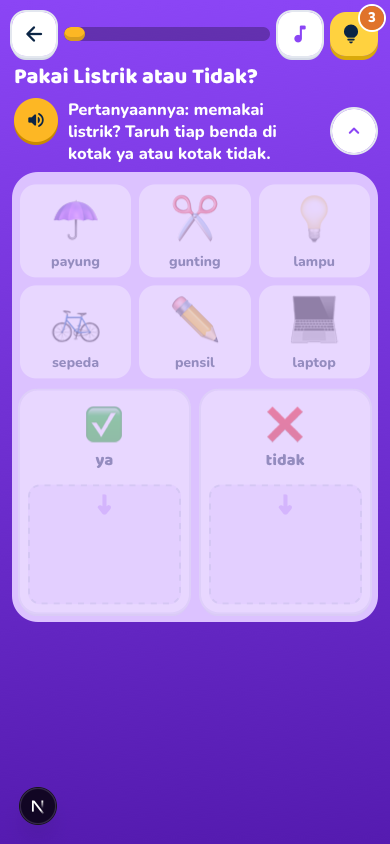 3
Pakai Listrik atau Tidak?
Pertanyaannya: memakai
listrik? Taruh tiap benda di
kotak ya atau kotak tidak.
payung
gunting
lampu
sepeda
pensil
laptop
ya
tidak
N